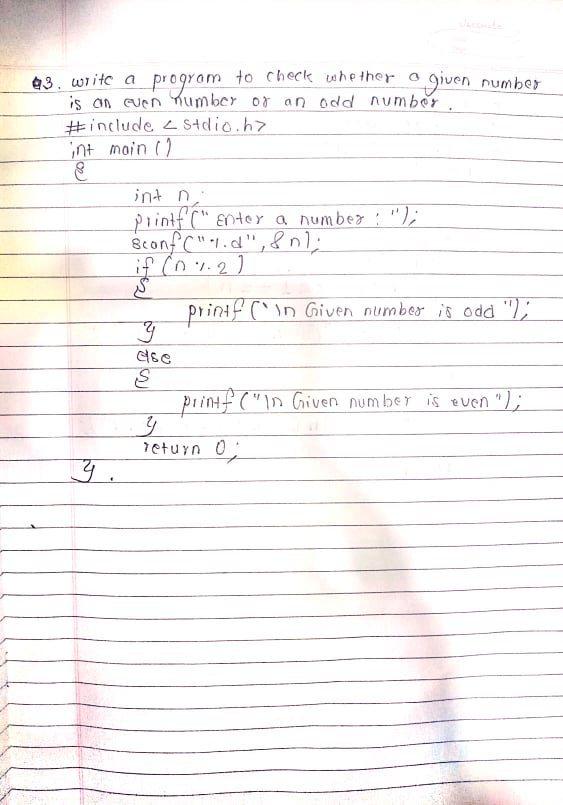 Q3. write a program to check whether a given number
is an even number or an odd number.
#include <stdio.h>
int main ()
{
int n;
printf(" Enter a number : ");
scanf("%d", &n);
if (n % 2)
{
printf("\n Given number is odd ");
}
else
{
printf("\n Given number is even ");
}
return 0;
}.